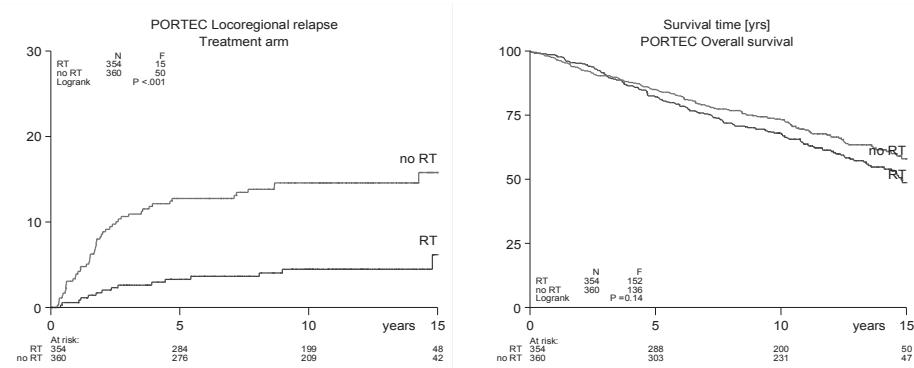 PORTEC Locoregional relapse
Treatment arm
N F
RT 354 15
no RT 360 50
Logrank P <.001
30
20
10
0
no RT
RT
0 5 10 years 15
At risk:
RT 354 284 199 48
no RT 360 276 209 42
Survival time [yrs]
PORTEC Overall survival
100
75
50
25
0
no RT
RT
N F
RT 354 152
no RT 360 136
Logrank P =0.14
0 5 10 years 15
At risk:
RT 354 288 200 50
no RT 360 303 231 47